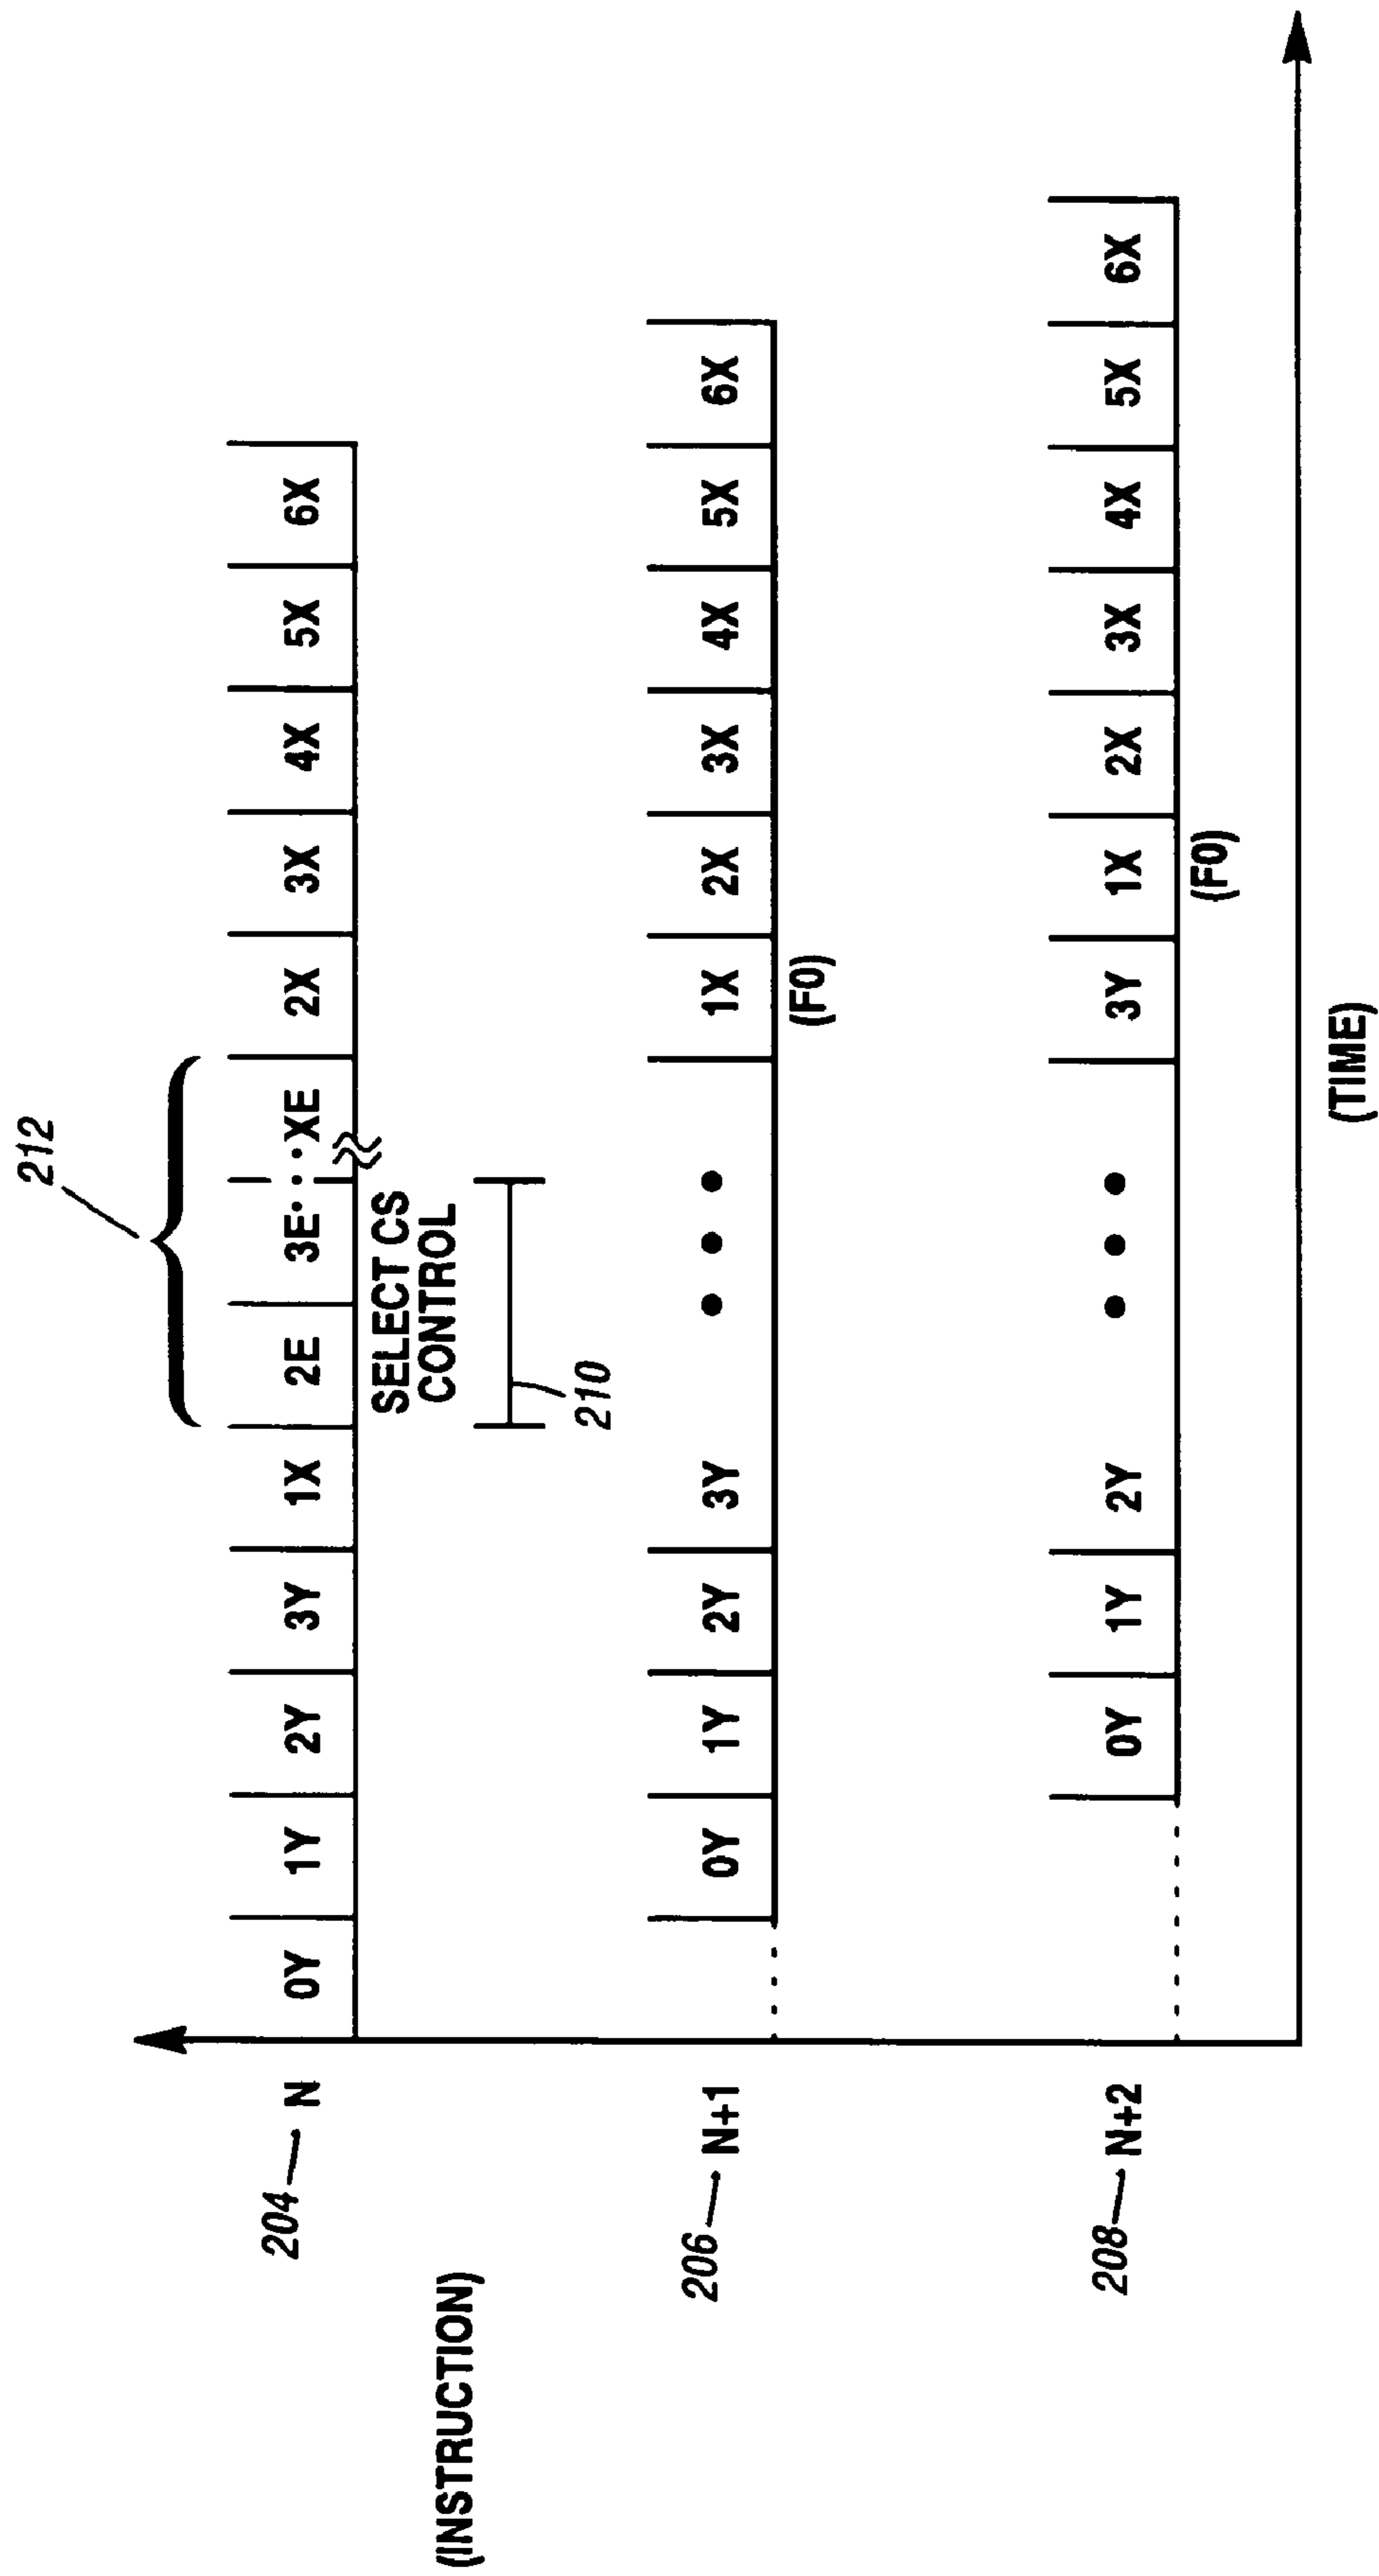 212
204 N 0Y 1Y 2Y 3Y 1X 2E 3E···XE 2X 3X 4X 5X 6X
SELECT CS
CONTROL
210
(INSTRUCTION)
206 N+1 0Y 1Y 2Y 3Y • • • 1X 2X 3X 4X 5X 6X
(F0)
208 N+2 0Y 1Y 2Y • • • 3Y 1X 2X 3X 4X 5X 6X
(F0)
(TIME)